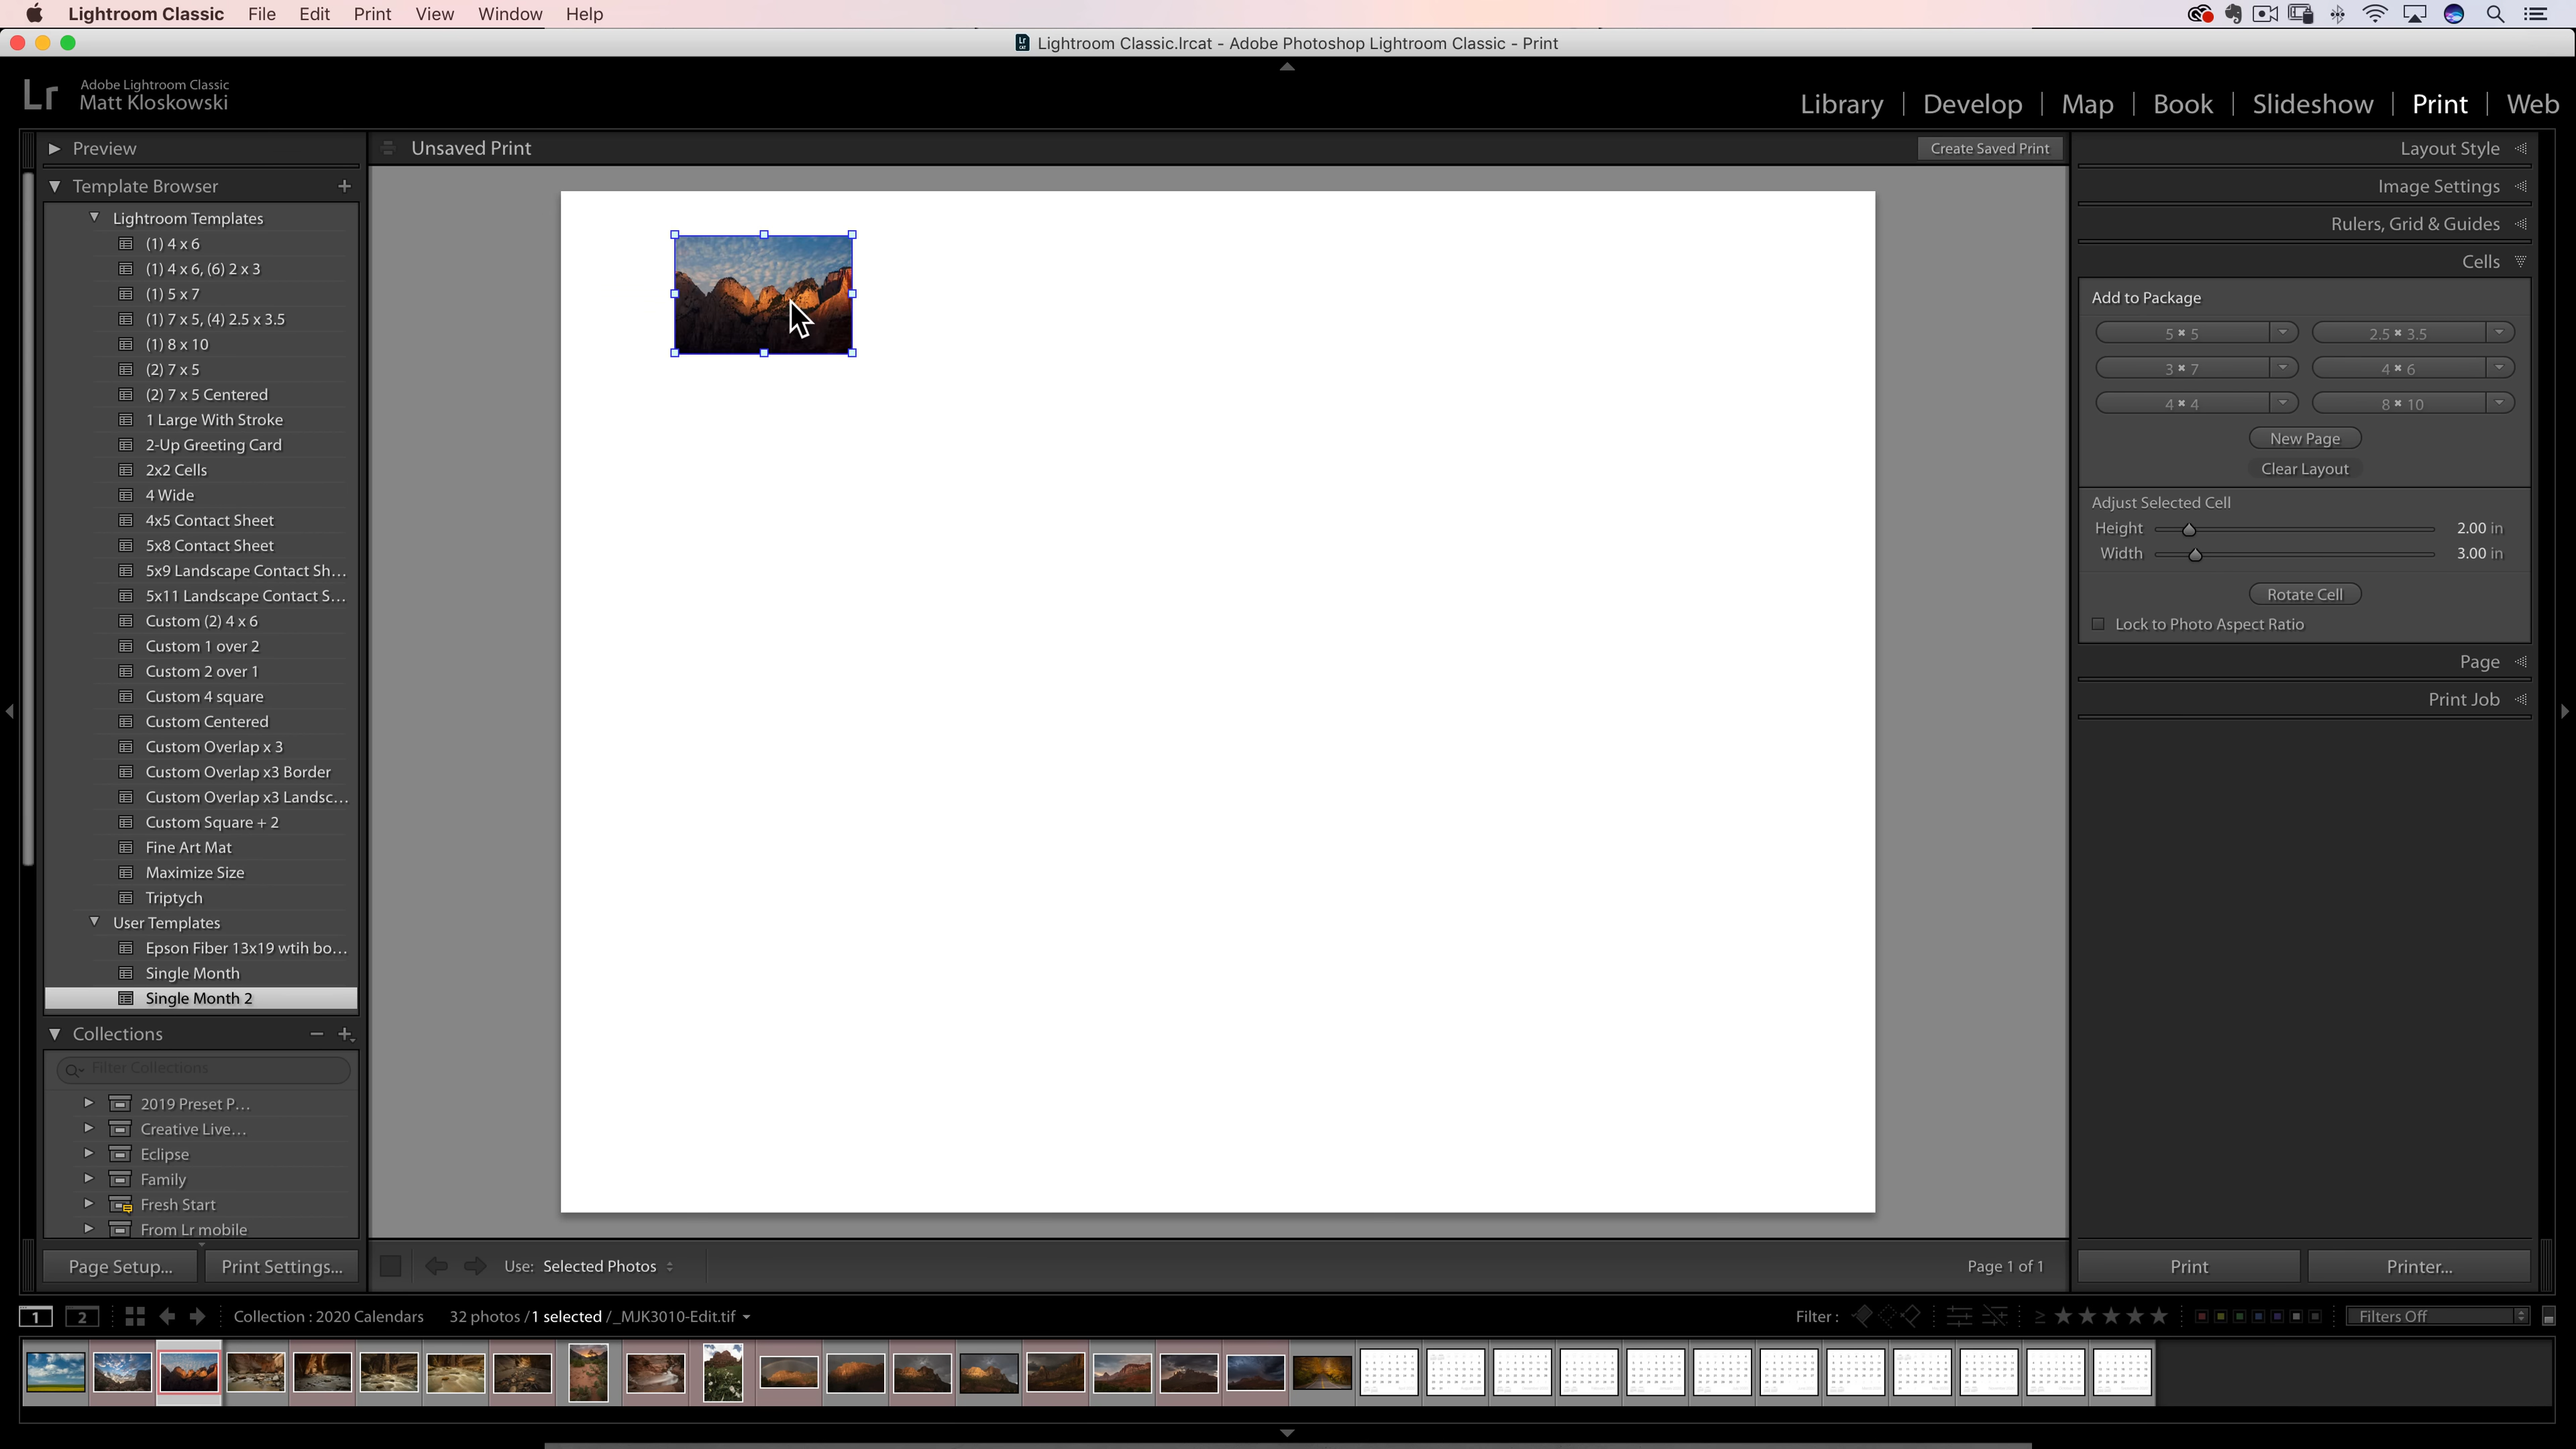 Lightroom Classic File Edit Print View Window Help
Lightroom Classic.lrcat - Adobe Photoshop Lightroom Classic - Print
Lr
Adobe Lightroom Classic
Matt Kloskowski
Library | Develop | Map | Book | Slideshow | Print | Web
Preview
Template Browser
Lightroom Templates
(1) 4 x 6
(1) 4 x 6, (6) 2 x 3
(1) 5 x 7
(1) 7 x 5, (4) 2.5 x 3.5
(1) 8 x 10
(2) 7 x 5
(2) 7 x 5 Centered
1 Large With Stroke
2-Up Greeting Card
2x2 Cells
4 Wide
4x5 Contact Sheet
5x8 Contact Sheet
5x9 Landscape Contact Sh...
5x11 Landscape Contact S...
Custom (2) 4 x 6
Custom 1 over 2
Custom 2 over 1
Custom 4 square
Custom Centered
Custom Overlap x 3
Custom Overlap x3 Border
Custom Overlap x3 Landsc...
Custom Square + 2
Fine Art Mat
Maximize Size
Triptych
User Templates
Epson Fiber 13x19 wtih bo...
Single Month
Single Month 2
Collections
Filter Collections
2019 Preset P...
Creative Live...
Eclipse
Family
Fresh Start
From Lr mobile
Page Setup... Print Settings...
Unsaved Print Create Saved Print
Use: Selected Photos Page 1 of 1
Layout Style
Image Settings
Rulers, Grid & Guides
Cells
Add to Package
5 × 5 2.5 × 3.5
3 × 7 4 × 6
4 × 4 8 × 10
New Page
Clear Layout
Adjust Selected Cell
Height 2.00 in
Width 3.00 in
Rotate Cell
Lock to Photo Aspect Ratio
Page
Print Job
Print Printer...
1 2 Collection : 2020 Calendars 32 photos / 1 selected / _MJK3010-Edit.tif Filter : ≥ Filters Off